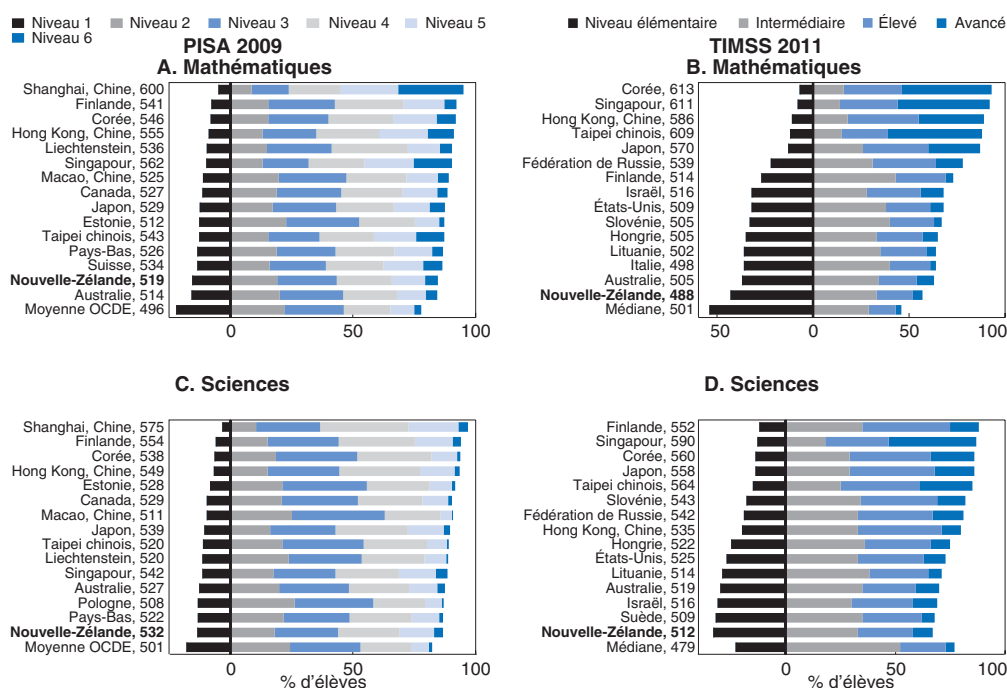 Niveau 1 Niveau 2 Niveau 3 Niveau 4 Niveau 5
Niveau 6
PISA 2009
A. Mathématiques
Shanghai, Chine, 600
Finlande, 541
Corée, 546
Hong Kong, Chine, 555
Liechtenstein, 536
Singapour, 562
Macao, Chine, 525
Canada, 527
Japon, 529
Estonie, 512
Taipei chinois, 543
Pays-Bas, 526
Suisse, 534
Nouvelle-Zélande, 519
Australie, 514
Moyenne OCDE, 496
0 50 100
Niveau élémentaire Intermédiaire Élevé Avancé
TIMSS 2011
B. Mathématiques
Corée, 613
Singapour, 611
Hong Kong, Chine, 586
Taipei chinois, 609
Japon, 570
Fédération de Russie, 539
Finlande, 514
Israël, 516
États-Unis, 509
Slovénie, 505
Hongrie, 505
Lituanie, 502
Italie, 498
Australie, 505
Nouvelle-Zélande, 488
Médiane, 501
50 0 50 100
C. Sciences
Shanghai, Chine, 575
Finlande, 554
Corée, 538
Hong Kong, Chine, 549
Estonie, 528
Canada, 529
Macao, Chine, 511
Japon, 539
Taipei chinois, 520
Liechtenstein, 520
Singapour, 542
Australie, 527
Pologne, 508
Pays-Bas, 522
Nouvelle-Zélande, 532
Moyenne OCDE, 501
0 50 100
% d'élèves
D. Sciences
Finlande, 552
Singapour, 590
Corée, 560
Japon, 558
Taipei chinois, 564
Slovénie, 543
Fédération de Russie, 542
Hong Kong, Chine, 535
Hongrie, 522
États-Unis, 525
Lituanie, 514
Australie, 519
Israël, 516
Suède, 509
Nouvelle-Zélande, 512
Médiane, 479
0 50 100
% d'élèves